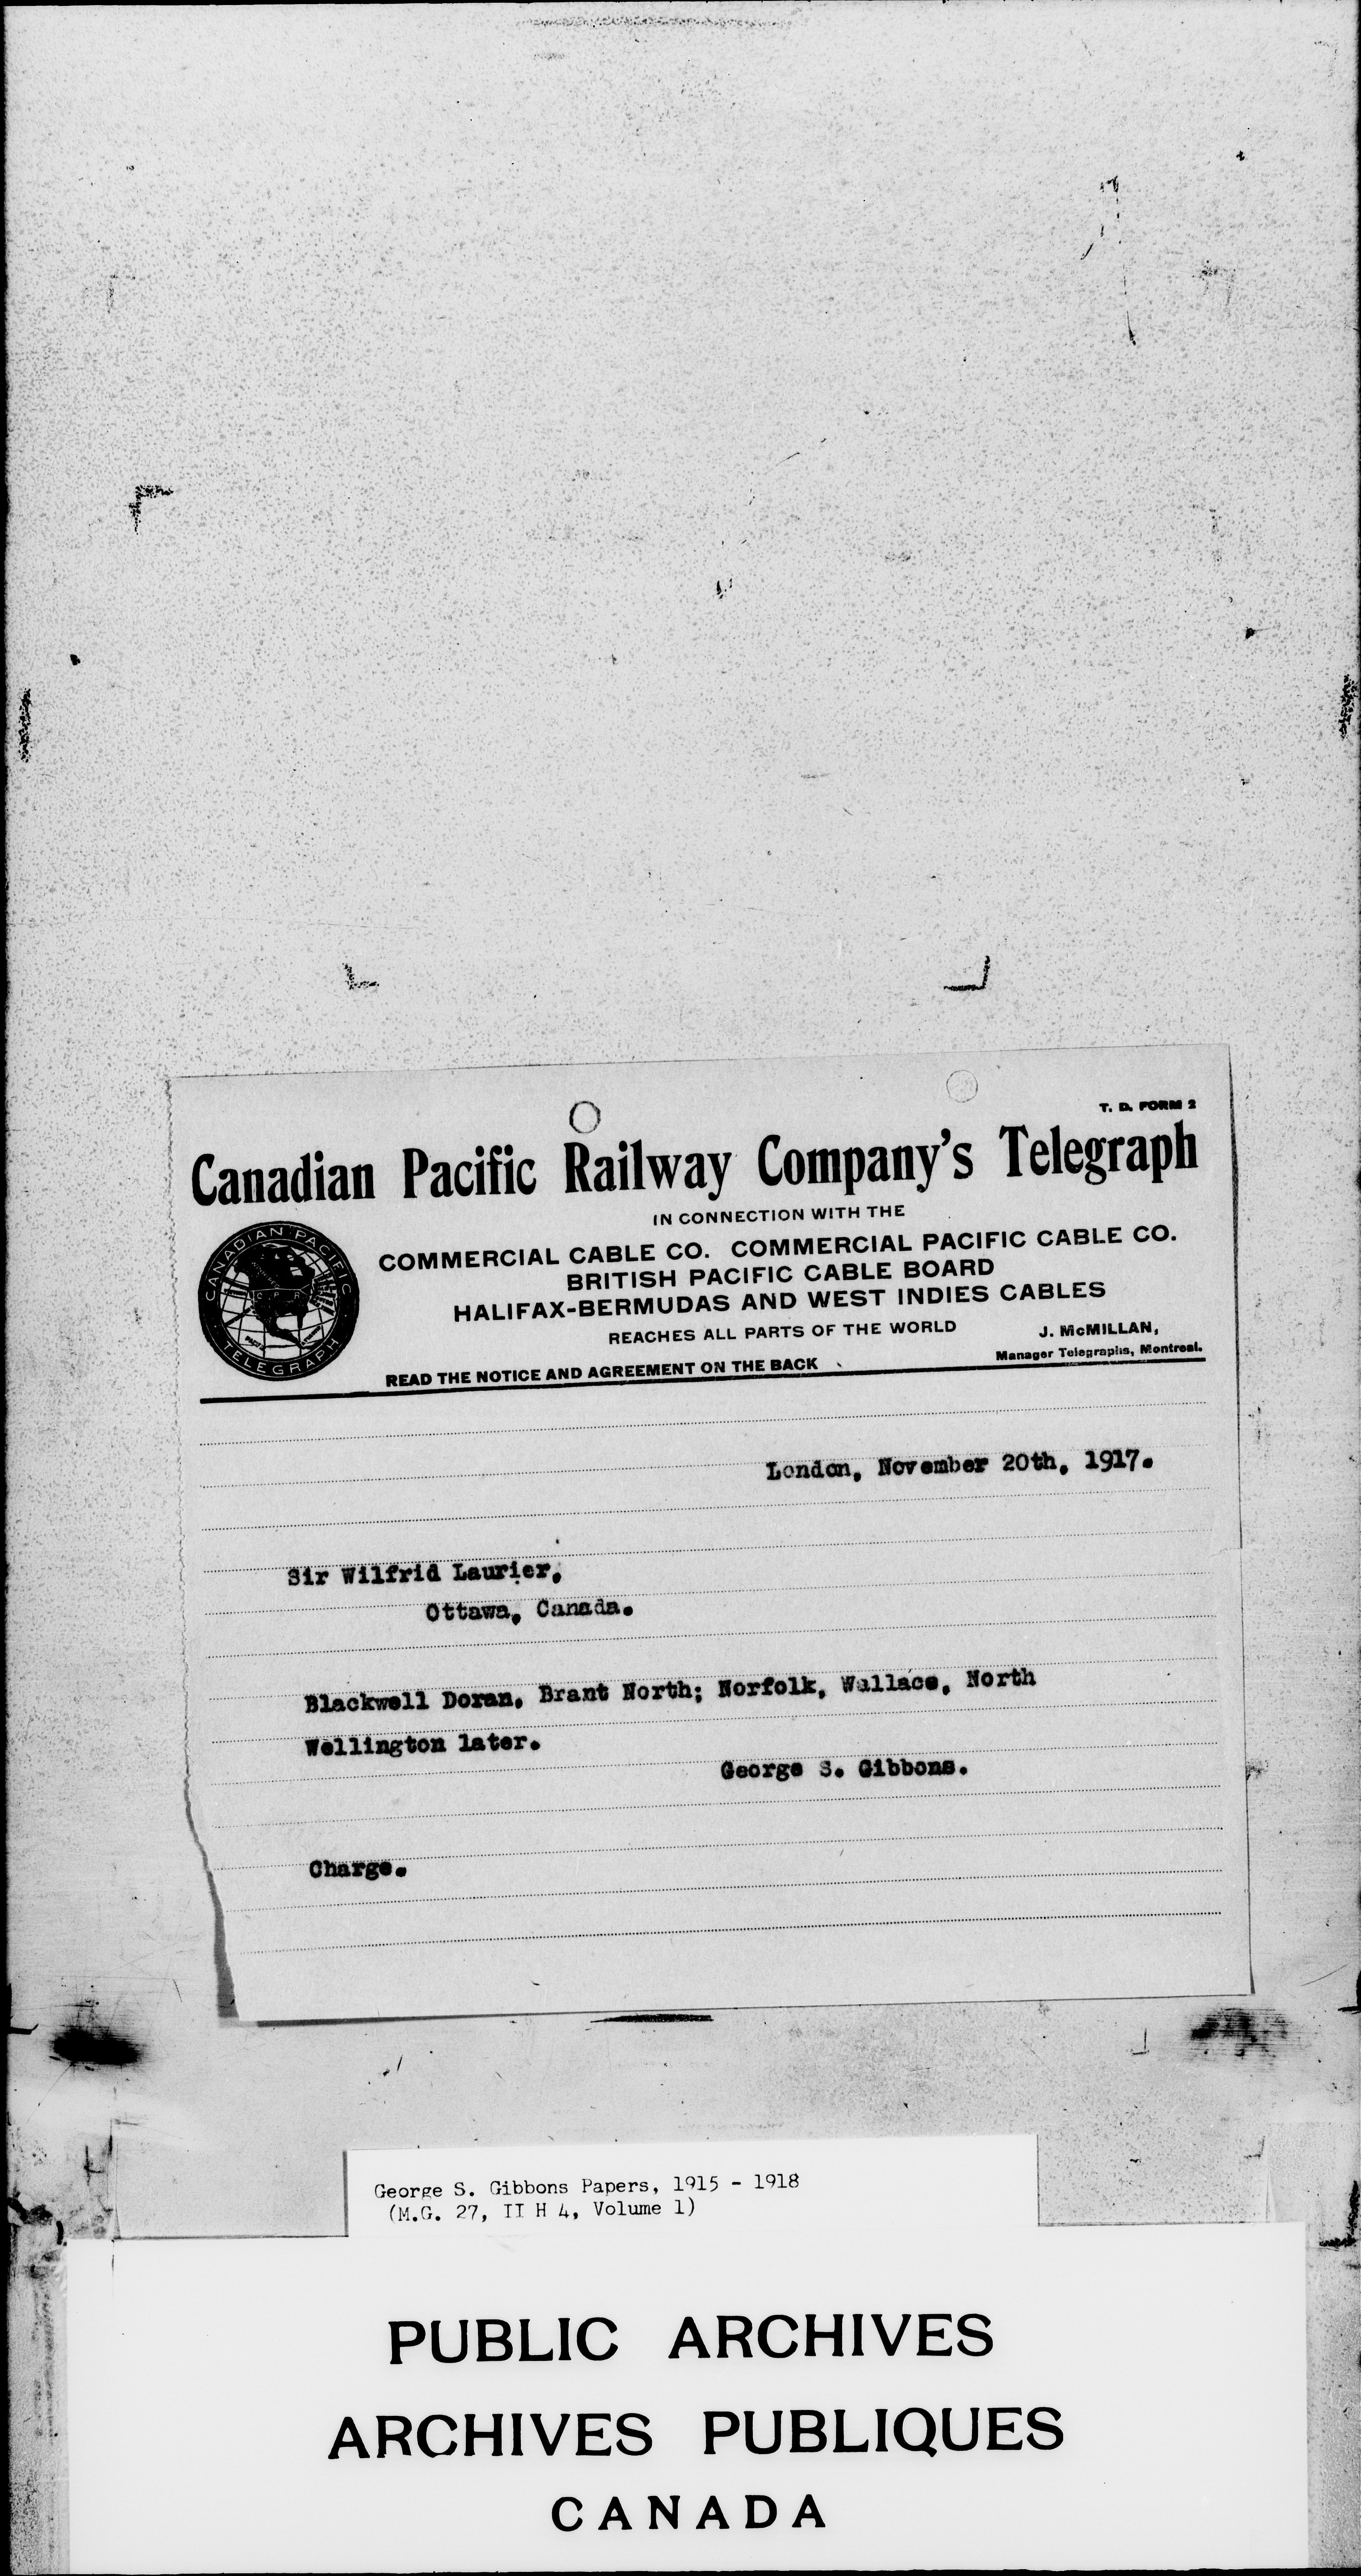 T. D. FORM 2
Canadian Pacific Railway Company's Telegraph
IN CONNECTION WITH THE
COMMERCIAL CABLE CO. COMMERCIAL PACIFIC CABLE CO.
BRITISH PACIFIC CABLE BOARD
HALIFAX-BERMUDAS AND WEST INDIES CABLES
REACHES ALL PARTS OF THE WORLD
J. McMILLAN,
Manager Telegraphs, Montreal.
READ THE NOTICE AND AGREEMENT ON THE BACK
CANADIAN PACIFIC
C P R
TELEGRAPH
London, November 20th, 1917.
Sir Wilfrid Laurier,
Ottawa, Canada.
Blackwell Doran, Brant North; Norfolk, Wallace, North
Wellington later.
George S. Gibbons.
Charge.
George S. Gibbons Papers, 1915 - 1918
(M.G. 27, II H 4, Volume 1)
PUBLIC ARCHIVES
ARCHIVES PUBLIQUES
CANADA